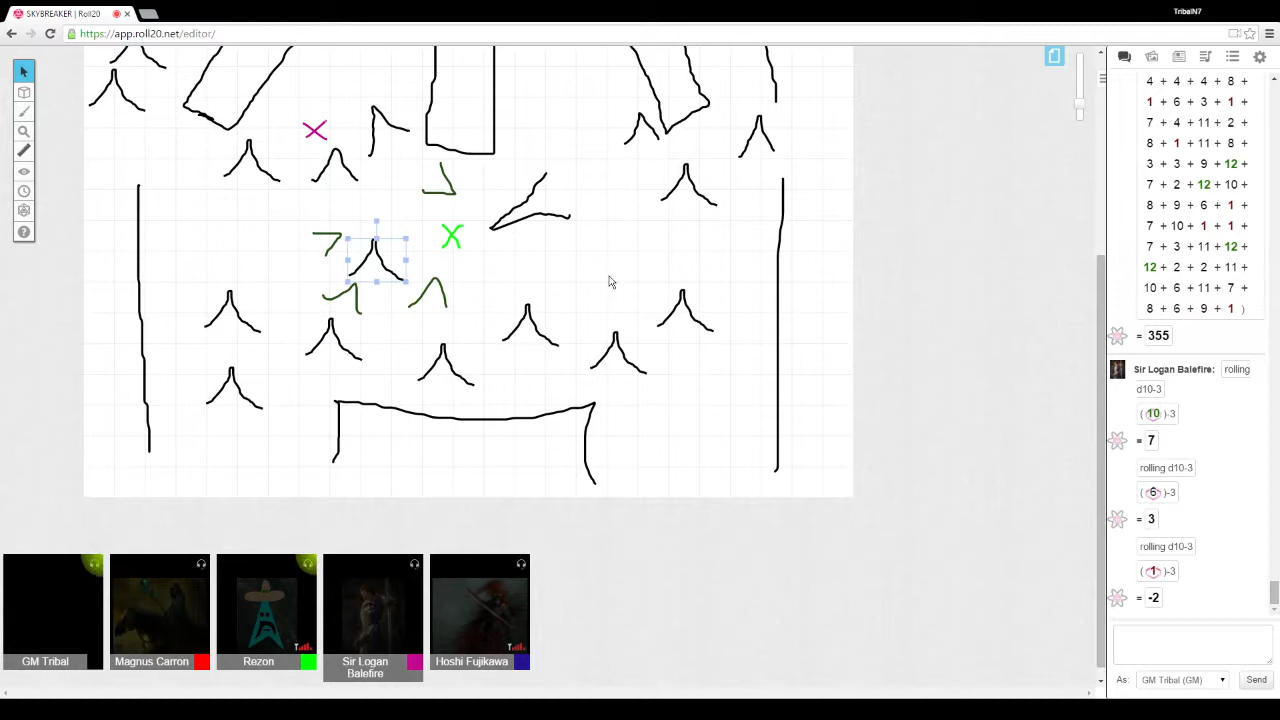 TribalN7
SKYBREAKER | Roll20
https://app.roll20.net/editor/
4 + 4 + 4 + 8 +
1 + 6 + 3 + 1 +
7 + 4 + 11 + 2 +
8 + 1 + 11 + 8 +
3 + 3 + 9 + 12 +
7 + 2 + 12 + 10 +
8 + 9 + 6 + 1 +
7 + 10 + 1 + 1 +
7 + 3 + 11 + 12 +
12 + 2 + 2 + 11 +
10 + 6 + 11 + 7 +
8 + 6 + 9 + 1 )
= 355
Sir Logan Balefire: rolling
d10-3
( 10 )-3
= 7
rolling d10-3
( 6 )-3
= 3
rolling d10-3
( 1 )-3
= -2
As: GM Tribal (GM) Send
GM Tribal
Magnus Carron
Rezon
Sir Logan
Balefire
Hoshi Fujikawa